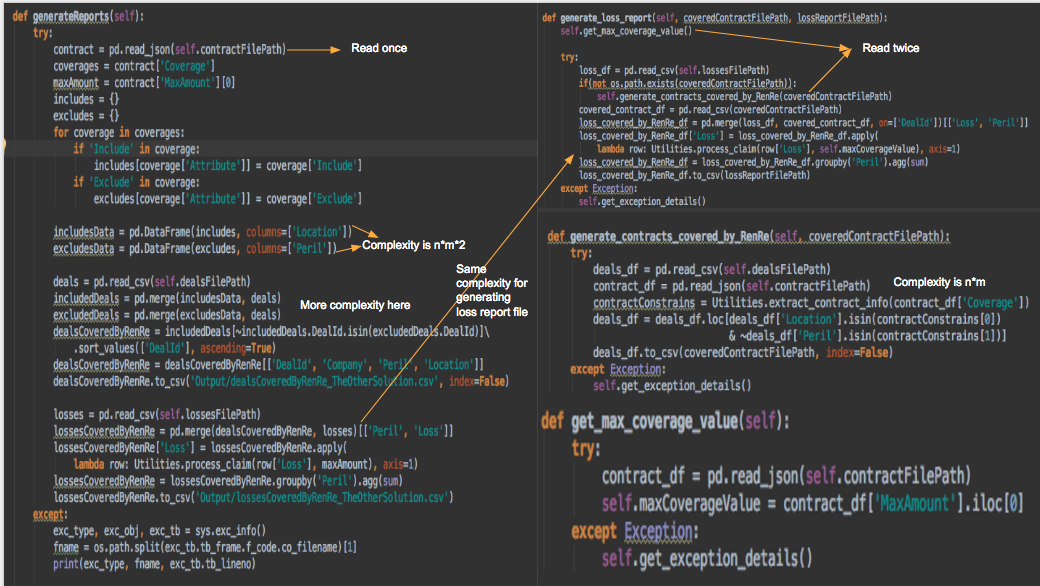 def generateReports(self):
try:
contract = pd.read_json(self.contractFilePath)
Read once
coverages = contract['Coverage']
maxAmount = contract['MaxAmount'][0]
includes = {}
excludes = {}
for coverage in coverages:
if 'Include' in coverage:
includes[coverage['Attribute']] = coverage['Include']
if 'Exclude' in coverage:
excludes[coverage['Attribute']] = coverage['Exclude']
includesData = pd.DataFrame(includes, columns=['Location'])
excludesData = pd.DataFrame(excludes, columns=['Peril'])
Complexity is n*m*2
deals = pd.read_csv(self.dealsFilePath)
includedDeals = pd.merge(includesData, deals)
excludedDeals = pd.merge(excludesData, deals)
More complexity here
dealsCoveredByRenRe = includedDeals[~includedDeals.DealId.isin(excludedDeals.DealId)]\
.sort_values(['DealId'], ascending=True)
dealsCoveredByRenRe = dealsCoveredByRenRe[['DealId', 'Company', 'Peril', 'Location']]
dealsCoveredByRenRe.to_csv('Output/dealsCoveredByRenRe_TheOtherSolution.csv', index=False)
losses = pd.read_csv(self.lossesFilePath)
lossesCoveredByRenRe = pd.merge(dealsCoveredByRenRe, losses)[['Peril', 'Loss']]
lossesCoveredByRenRe['Loss'] = lossesCoveredByRenRe.apply(
lambda row: Utilities.process_claim(row['Loss'], maxAmount), axis=1)
lossesCoveredByRenRe = lossesCoveredByRenRe.groupby('Peril').agg(sum)
lossesCoveredByRenRe.to_csv('Output/lossesCoveredByRenRe_TheOtherSolution.csv')
except:
exc_type, exc_obj, exc_tb = sys.exc_info()
fname = os.path.split(exc_tb.tb_frame.f_code.co_filename)[1]
print(exc_type, fname, exc_tb.tb_lineno)
Same
complexity for
generating
loss report file
def generate_loss_report(self, coveredContractFilePath, lossReportFilePath):
self.get_max_coverage_value()
Read twice
try:
loss_df = pd.read_csv(self.lossesFilePath)
if(not os.path.exists(coveredContractFilePath)):
self.generate_contracts_covered_by_RenRe(coveredContractFilePath)
covered_contract_df = pd.read_csv(coveredContractFilePath)
loss_covered_by_RenRe_df = pd.merge(loss_df, covered_contract_df, on=['DealId'])[['Loss', 'Peril']]
loss_covered_by_RenRe_df['Loss'] = loss_covered_by_RenRe_df.apply(
lambda row: Utilities.process_claim(row['Loss'], self.maxCoverageValue), axis=1)
loss_covered_by_RenRe_df = loss_covered_by_RenRe_df.groupby('Peril').agg(sum)
loss_covered_by_RenRe_df.to_csv(lossReportFilePath)
except Exception:
self.get_exception_details()
def generate_contracts_covered_by_RenRe(self, coveredContractFilePath):
try:
deals_df = pd.read_csv(self.dealsFilePath)
contract_df = pd.read_json(self.contractFilePath)
Complexity is n*m
contractConstrains = Utilities.extract_contract_info(contract_df['Coverage'])
deals_df = deals_df.loc[deals_df['Location'].isin(contractConstrains[0])
& ~deals_df['Peril'].isin(contractConstrains[1])]
deals_df.to_csv(coveredContractFilePath, index=False)
except Exception:
self.get_exception_details()
def get_max_coverage_value(self):
try:
contract_df = pd.read_json(self.contractFilePath)
self.maxCoverageValue = contract_df['MaxAmount'].iloc[0]
except Exception:
self.get_exception_details()